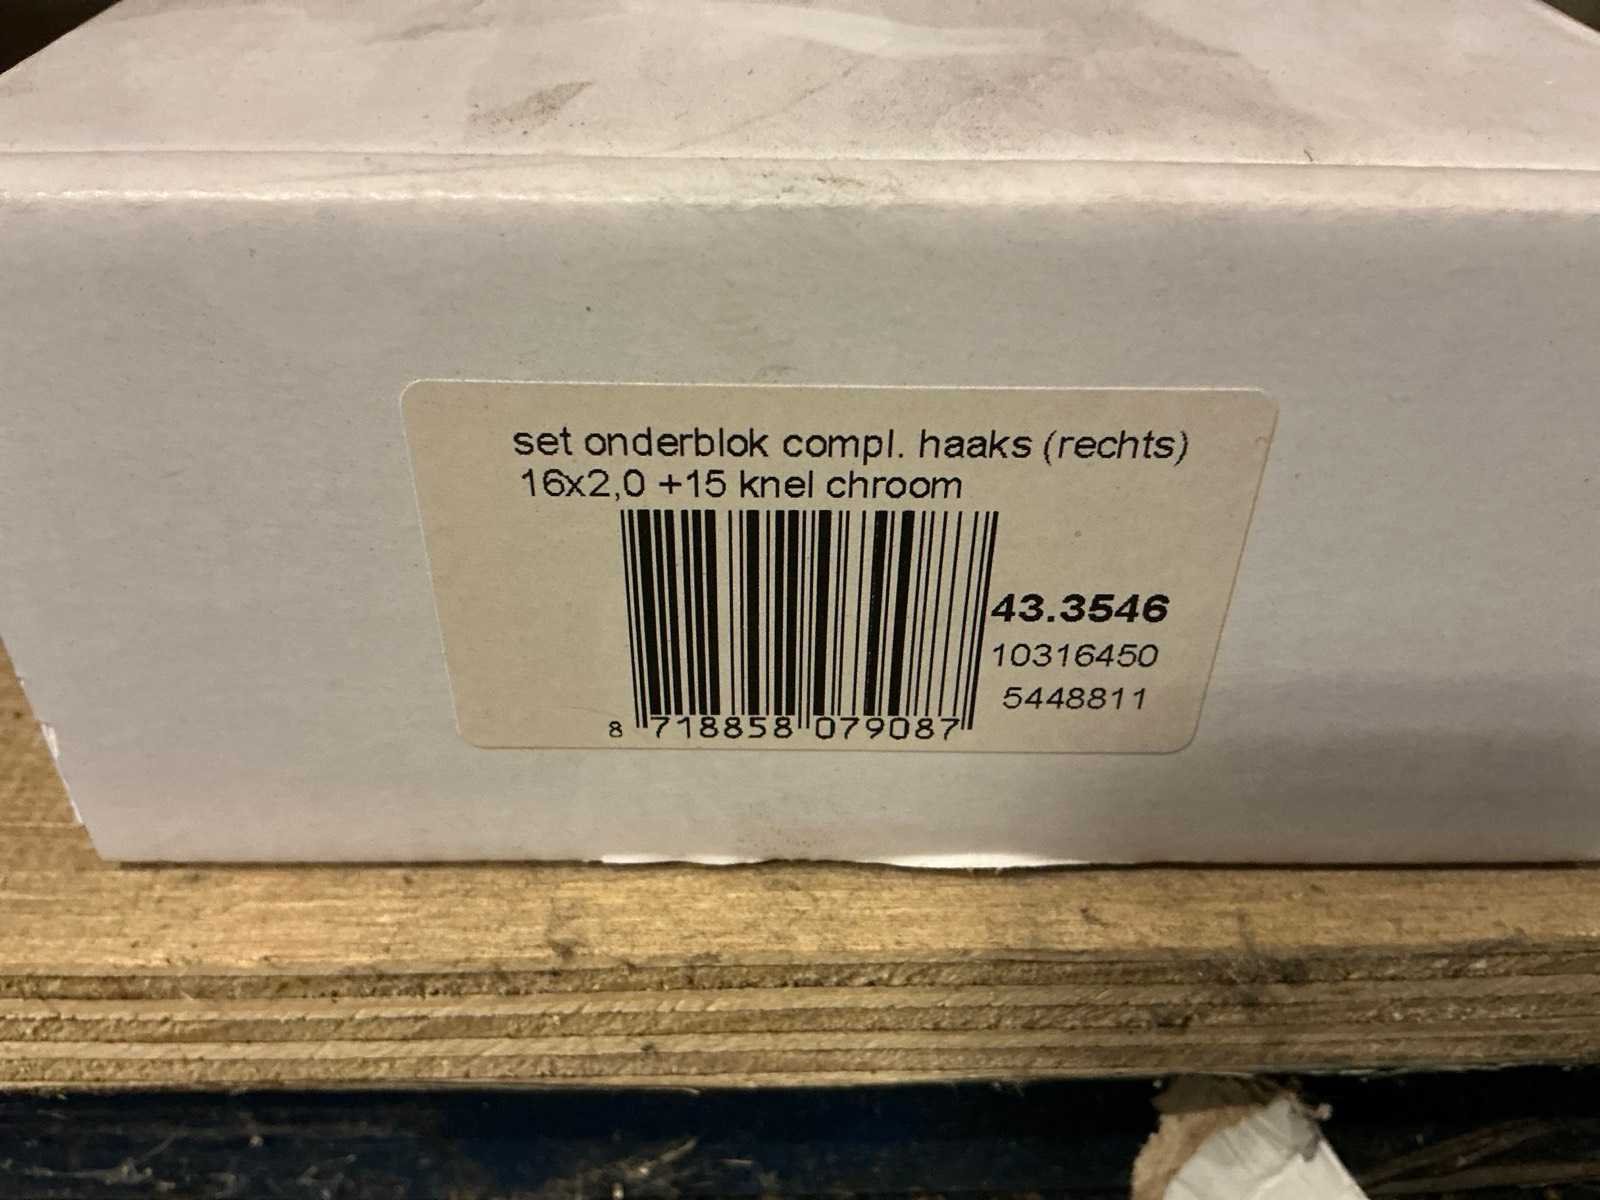 set onderblok compl. haaks (rechts)
16x2,0 +15 knel chroom
43.3546
10316450
5448811
8 718858 079087